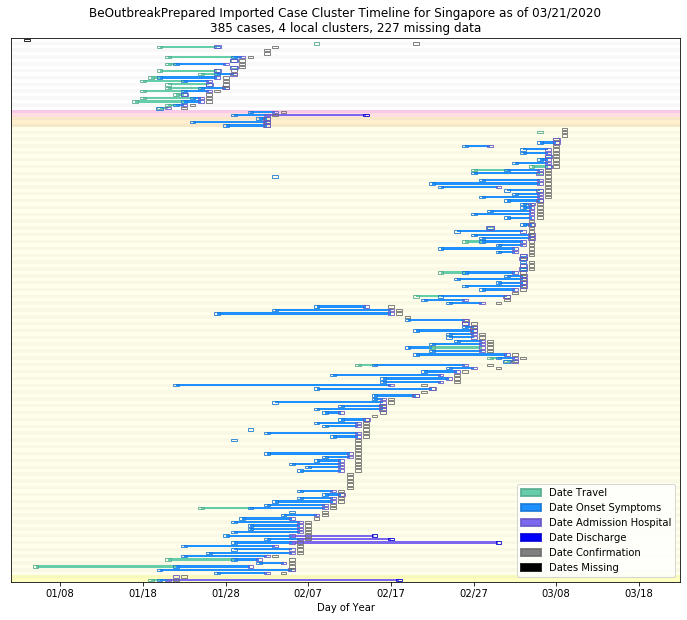 BeOutbreakPrepared Imported Case Cluster Timeline for Singapore as of 03/21/2020
385 cases, 4 local clusters, 227 missing data
Date Travel
Date Onset Symptoms
Date Admission Hospital
Date Discharge
Date Confirmation
Dates Missing
01/08 01/18 01/28 02/07 02/17 02/27 03/08 03/18
Day of Year